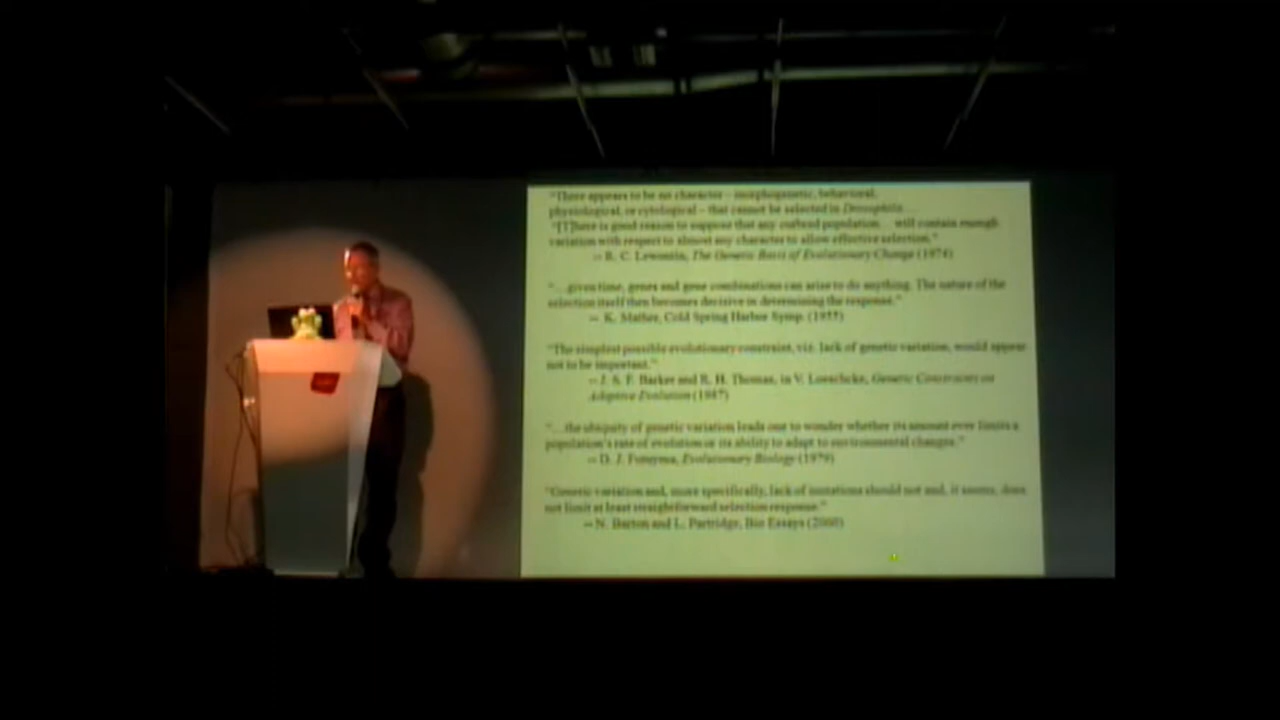 "There appears to be no character – morphogenetic, behavioral,
physiological, or cytological – that cannot be selected in Drosophila.
"[T]here is good reason to suppose that any outbred population... will contain enough
variation with respect to almost any character to allow effective selection."
-- R. C. Lewontin, The Genetic Basis of Evolutionary Change (1974)
"...given time, genes and gene combinations can arise to do anything. The nature of the
selection itself then becomes decisive in determining the response."
-- K. Mather, Cold Spring Harbor Symp. (1955)
"The simplest possible evolutionary constraint, viz. lack of genetic variation, would appear
not to be important."
-- J. S. F. Barker and R. H. Thomas, in V. Loeschcke, Genetic Constraints on
Adaptive Evolution (1987)
"...the ubiquity of genetic variation leads one to wonder whether its amount ever limits a
population's rate of evolution or its ability to adapt to environmental changes."
-- D. J. Futuyma, Evolutionary Biology (1979)
"Genetic variation and, more specifically, lack of mutations should not and, it seems, does
not limit at least straightforward selection response."
-- N. Barton and L. Partridge, Bio Essays (2000)